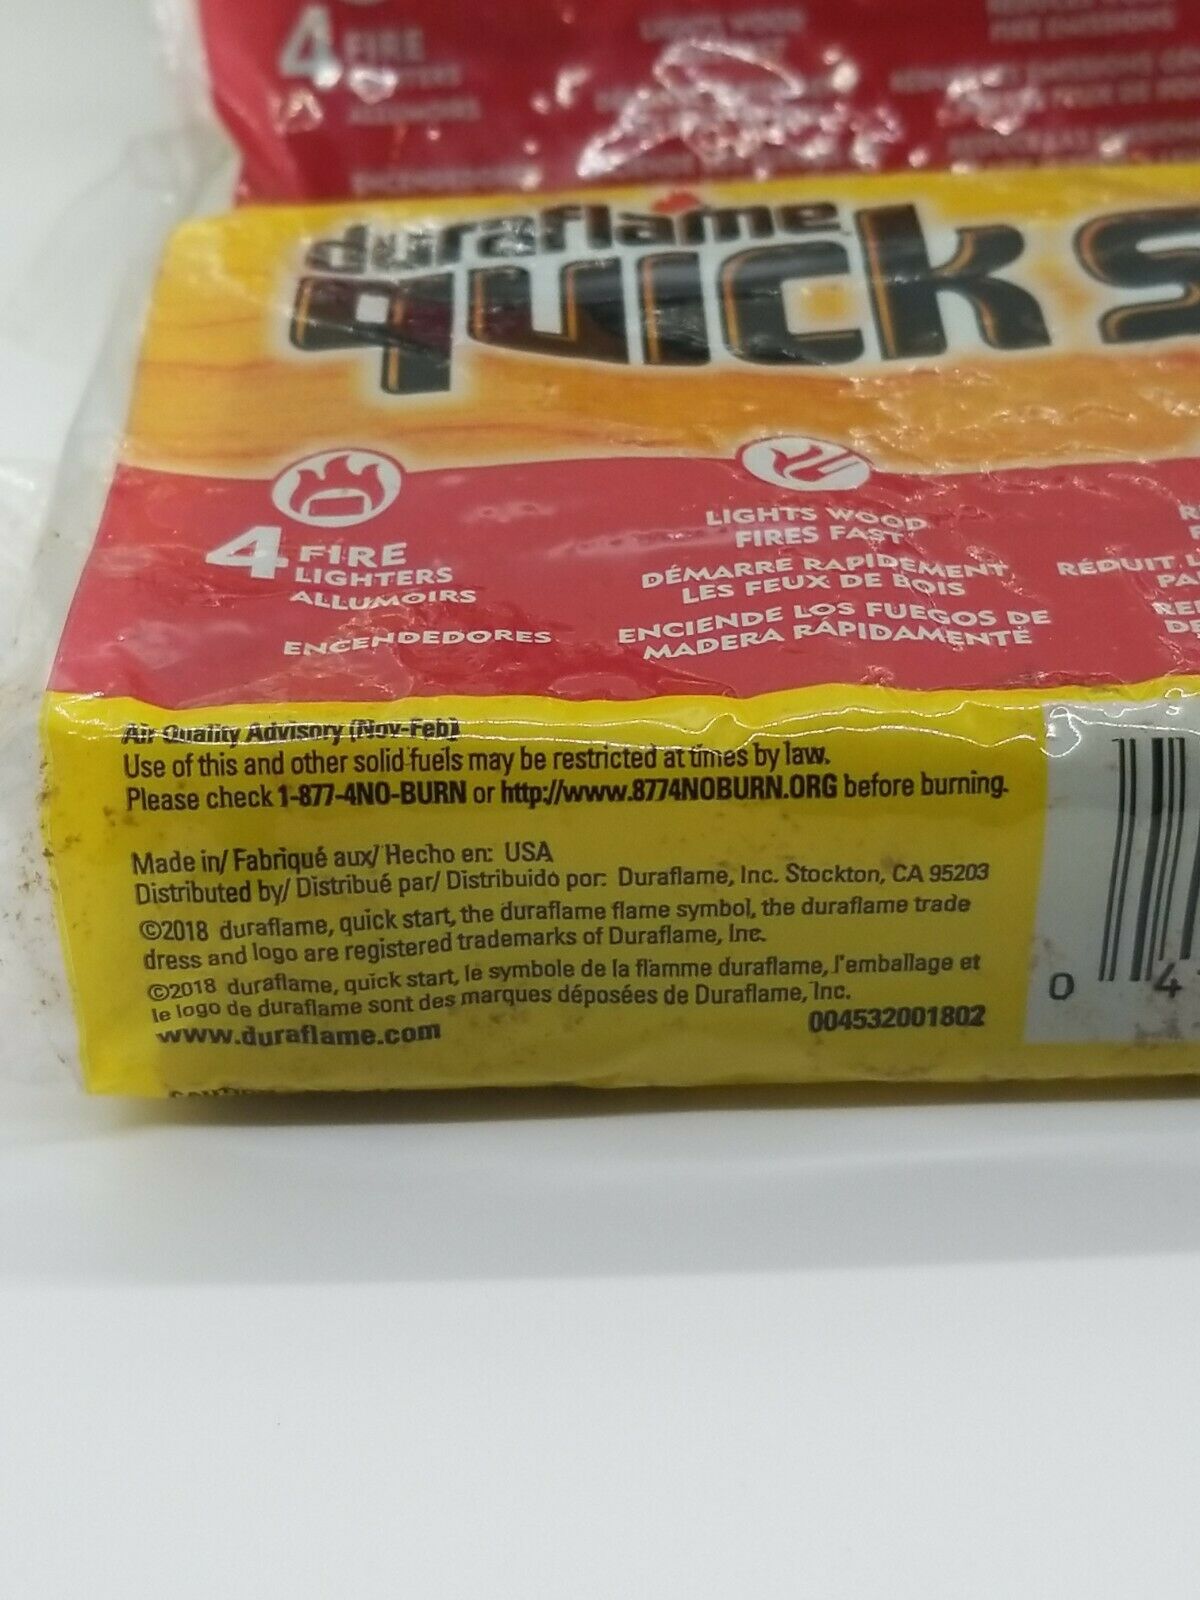 4 FIRE
FIRE EMISSIONS
duraflame
quick s
4 FIRE
LIGHTERS
ALLUMOIRS
ENCENDEDORES
LIGHTS WOOD
FIRES FAST
DÉMARRE RAPIDEMENT
LES FEUX DE BOIS
ENCIENDE LOS FUEGOS DE
MADERA RÁPIDAMENTE
RÉDUIT
Air Quality Advisory (Nov-Feb)
Use of this and other solid fuels may be restricted at times by law.
Please check 1-877-4NO-BURN or http://www.8774NOBURN.ORG before burning.
Made in/ Fabriqué aux/ Hecho en: USA
Distributed by/ Distribué par/ Distribuido por: Duraflame, Inc. Stockton, CA 95203
©2018 duraflame, quick start, the duraflame flame symbol, the duraflame trade
dress and logo are registered trademarks of Duraflame, Inc.
©2018 duraflame, quick start, le symbole de la flamme duraflame, l'emballage et
le logo de duraflame sont des marques déposées de Duraflame, Inc.
www.duraflame.com
004532001802
0 4